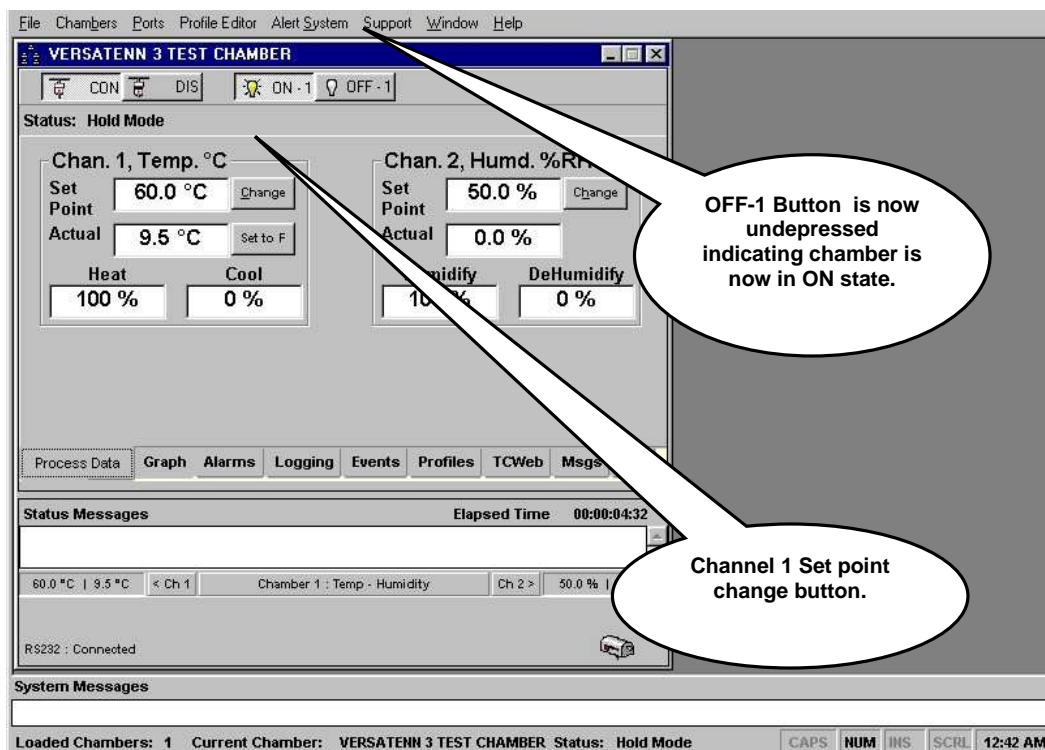 File Chambers Ports Profile Editor Alert System Support Window Help
VERSATENN 3 TEST CHAMBER
CON DIS ON - 1 OFF - 1
Status: Hold Mode
Chan. 1, Temp. °C
Set Point 60.0 °C Change
Actual 9.5 °C Set to F
Heat Cool
100 % 0 %
Chan. 2, Humd. %RH
Set Point 50.0 % Change
Actual 0.0 %
DeHumidify
0 %
OFF-1 Button is now
undepressed
indicating chamber is
now in ON state.
Process Data Graph Alarms Logging Events Profiles TCWeb Msgs
Status Messages Elapsed Time 00:00:04:32
60.0 °C | 9.5 °C < Ch 1 Chamber 1 : Temp - Humidity Ch 2 > 50.0 % |
Channel 1 Set point
change button.
RS232 : Connected
System Messages
Loaded Chambers: 1 Current Chamber: VERSATENN 3 TEST CHAMBER Status: Hold Mode CAPS NUM INS SCRL 12:42 AM